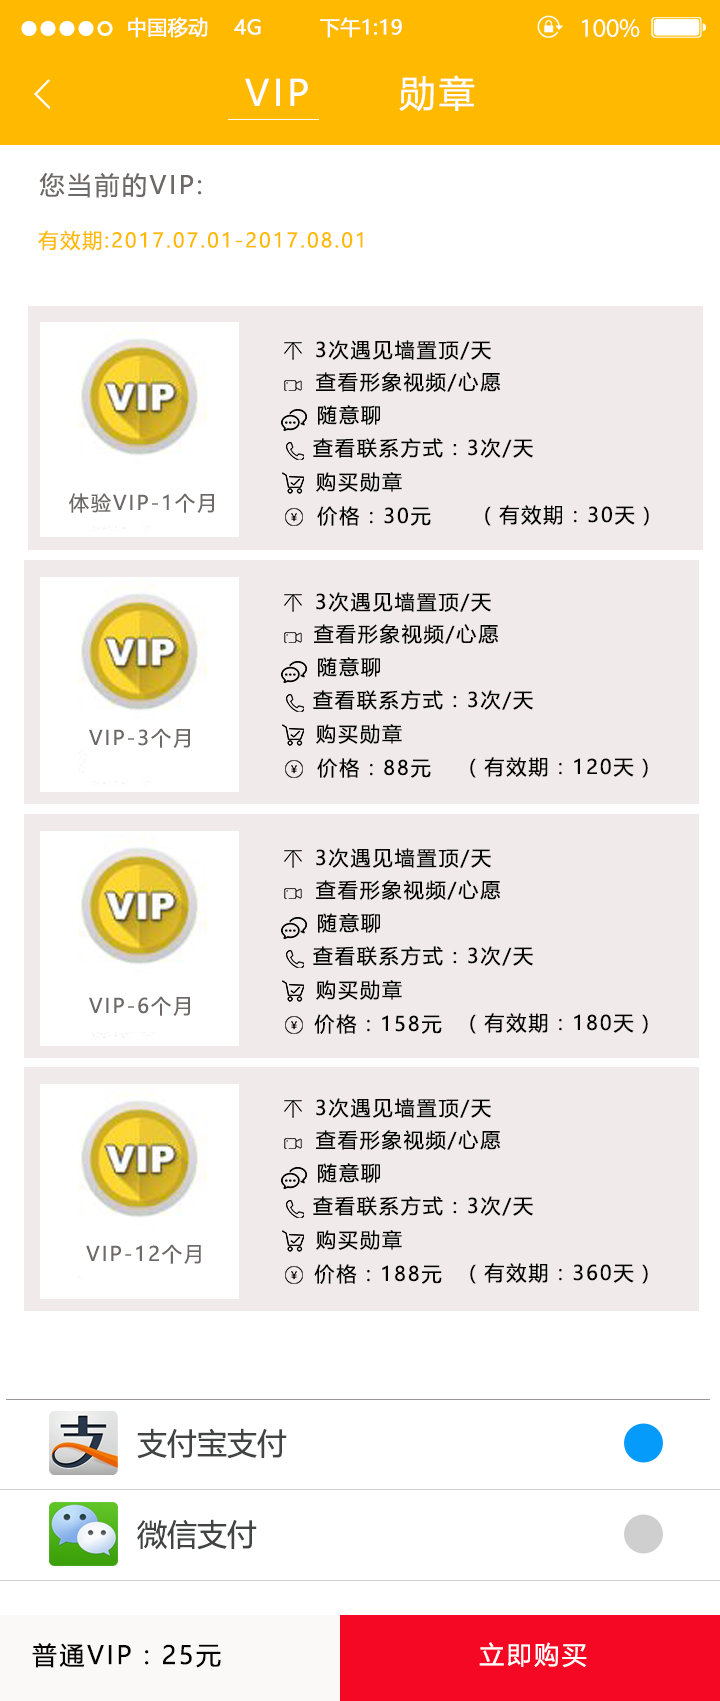 中国移动 4G 下午1:19 100%
VIP 勋章
您当前的VIP:
有效期:2017.07.01-2017.08.01
VIP
体验VIP-1个月
3次遇见墙置顶/天
查看形象视频/心愿
随意聊
查看联系方式：3次/天
购买勋章
价格：30元 （有效期：30天）
VIP
VIP-3个月
3次遇见墙置顶/天
查看形象视频/心愿
随意聊
查看联系方式：3次/天
购买勋章
价格：88元 （有效期：120天）
VIP
VIP-6个月
3次遇见墙置顶/天
查看形象视频/心愿
随意聊
查看联系方式：3次/天
购买勋章
价格：158元 （有效期：180天）
VIP
VIP-12个月
3次遇见墙置顶/天
查看形象视频/心愿
随意聊
查看联系方式：3次/天
购买勋章
价格：188元 （有效期：360天）
支 支付宝支付
微信支付
普通VIP：25元 立即购买